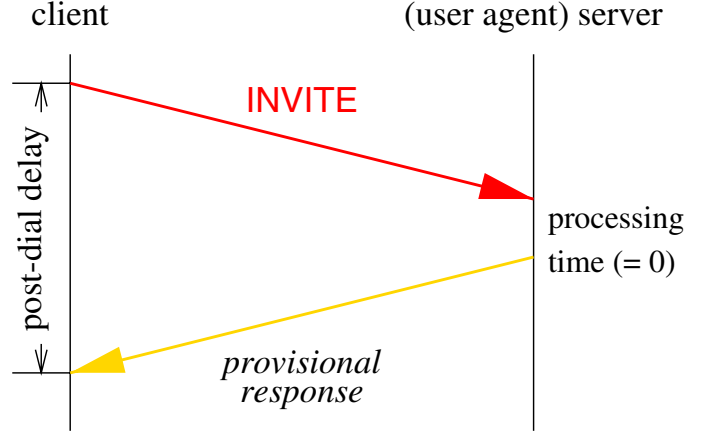 client
(user agent) server
INVITE
post-dial delay
processing
time (= 0)
provisional
response